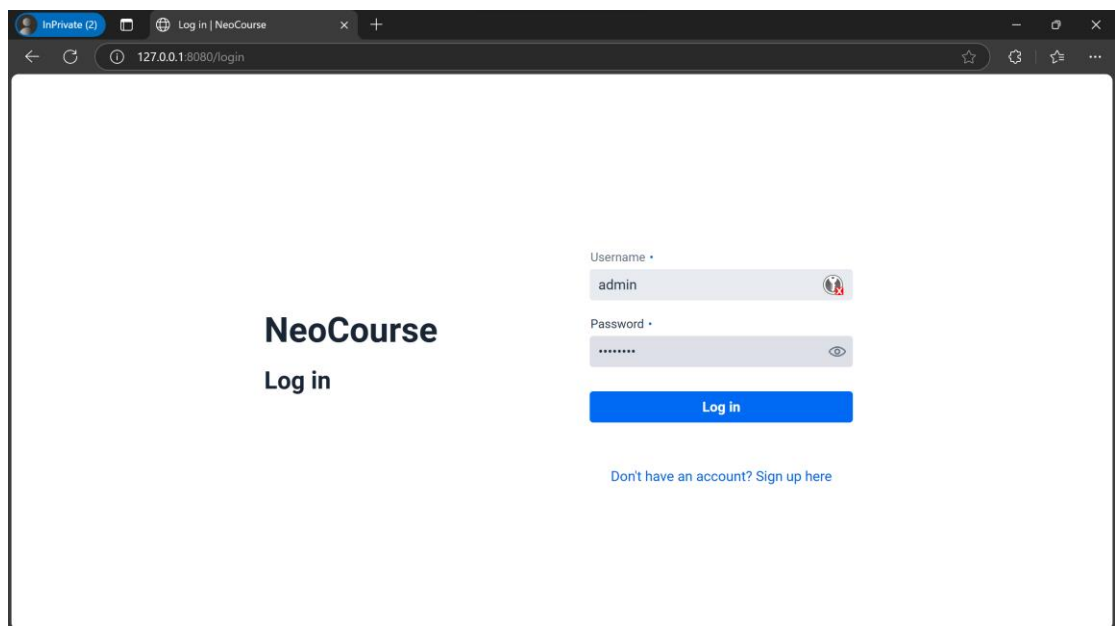 InPrivate (2)
Log in | NeoCourse
127.0.0.1:8080/login
NeoCourse
Log in
Username •
admin
Password •
••••••••
Log in
Don't have an account? Sign up here